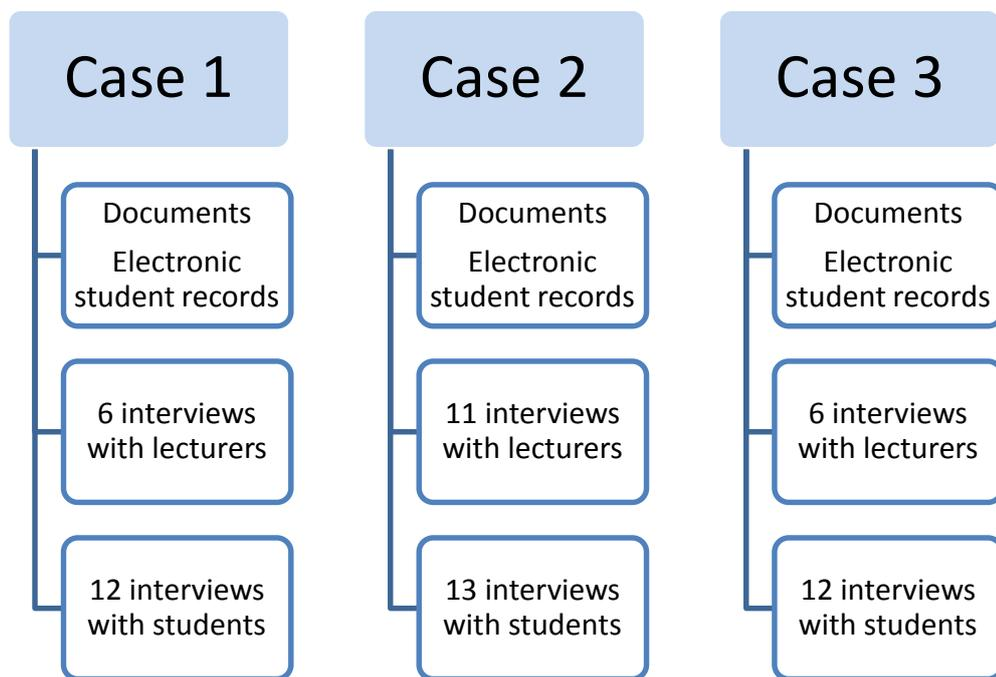 Case 1
Documents
Electronic
student records
6 interviews
with lecturers
12 interviews
with students
Case 2
Documents
Electronic
student records
11 interviews
with lecturers
13 interviews
with students
Case 3
Documents
Electronic
student records
6 interviews
with lecturers
12 interviews
with students